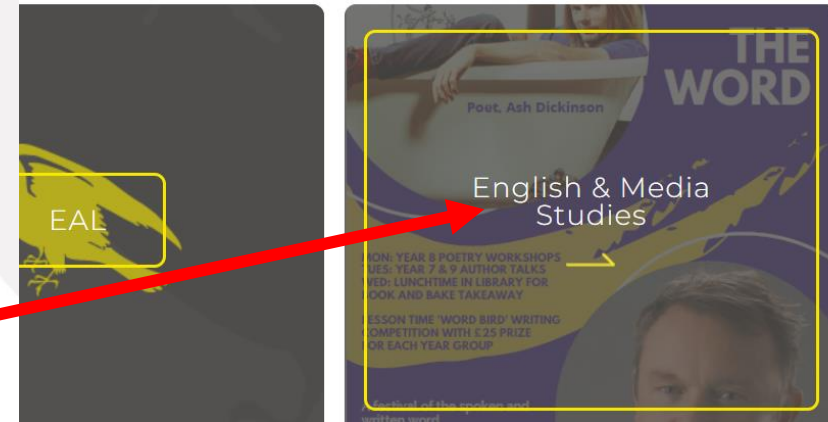 EAL
THE
WORD
Poet, Ash Dickinson
English & Media
Studies
MON: YEAR 8 POETRY WORKSHOPS
TUES: YEAR 7 & 9 AUTHOR TALKS
WED: LUNCHTIME IN LIBRARY FOR
BOOK AND BAKE TAKEAWAY
LESSON TIME 'WORD BIRD' WRITING
COMPETITION WITH £25 PRIZE
FOR EACH YEAR GROUP
A festival of the spoken and
written word